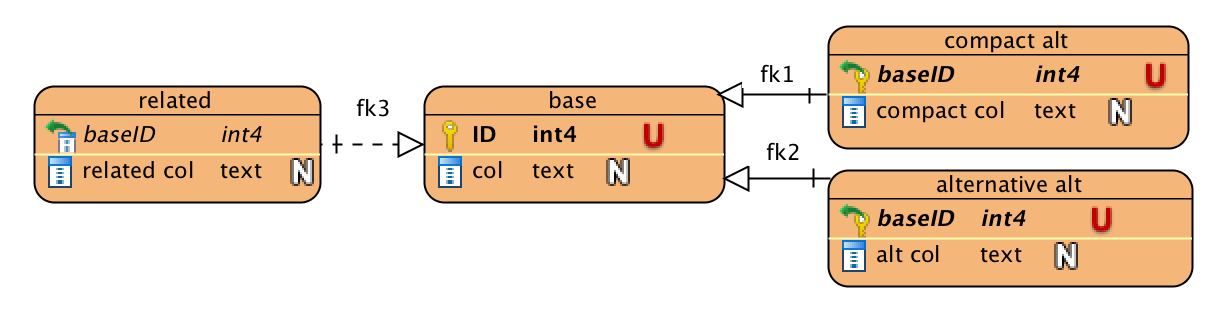 related
baseID int4
related col text N
fk3
base
ID int4 U
col text N
fk1
fk2
compact alt
baseID int4 U
compact col text N
alternative alt
baseID int4 U
alt col text N